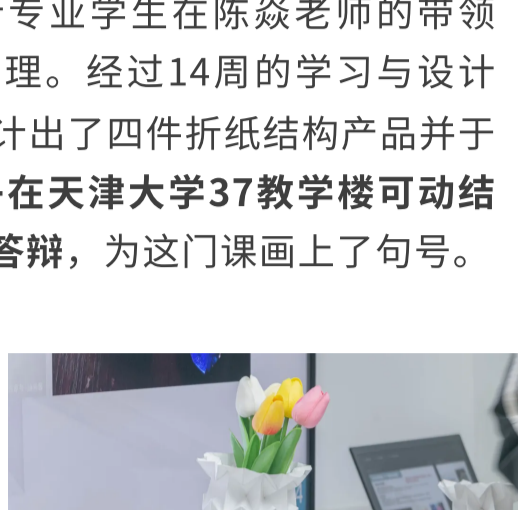 专业学生在陈焱老师的带领
理。经过14周的学习与设计
计出了四件折纸结构产品并于
在天津大学37教学楼可动结
答辩，为这门课画上了句号。